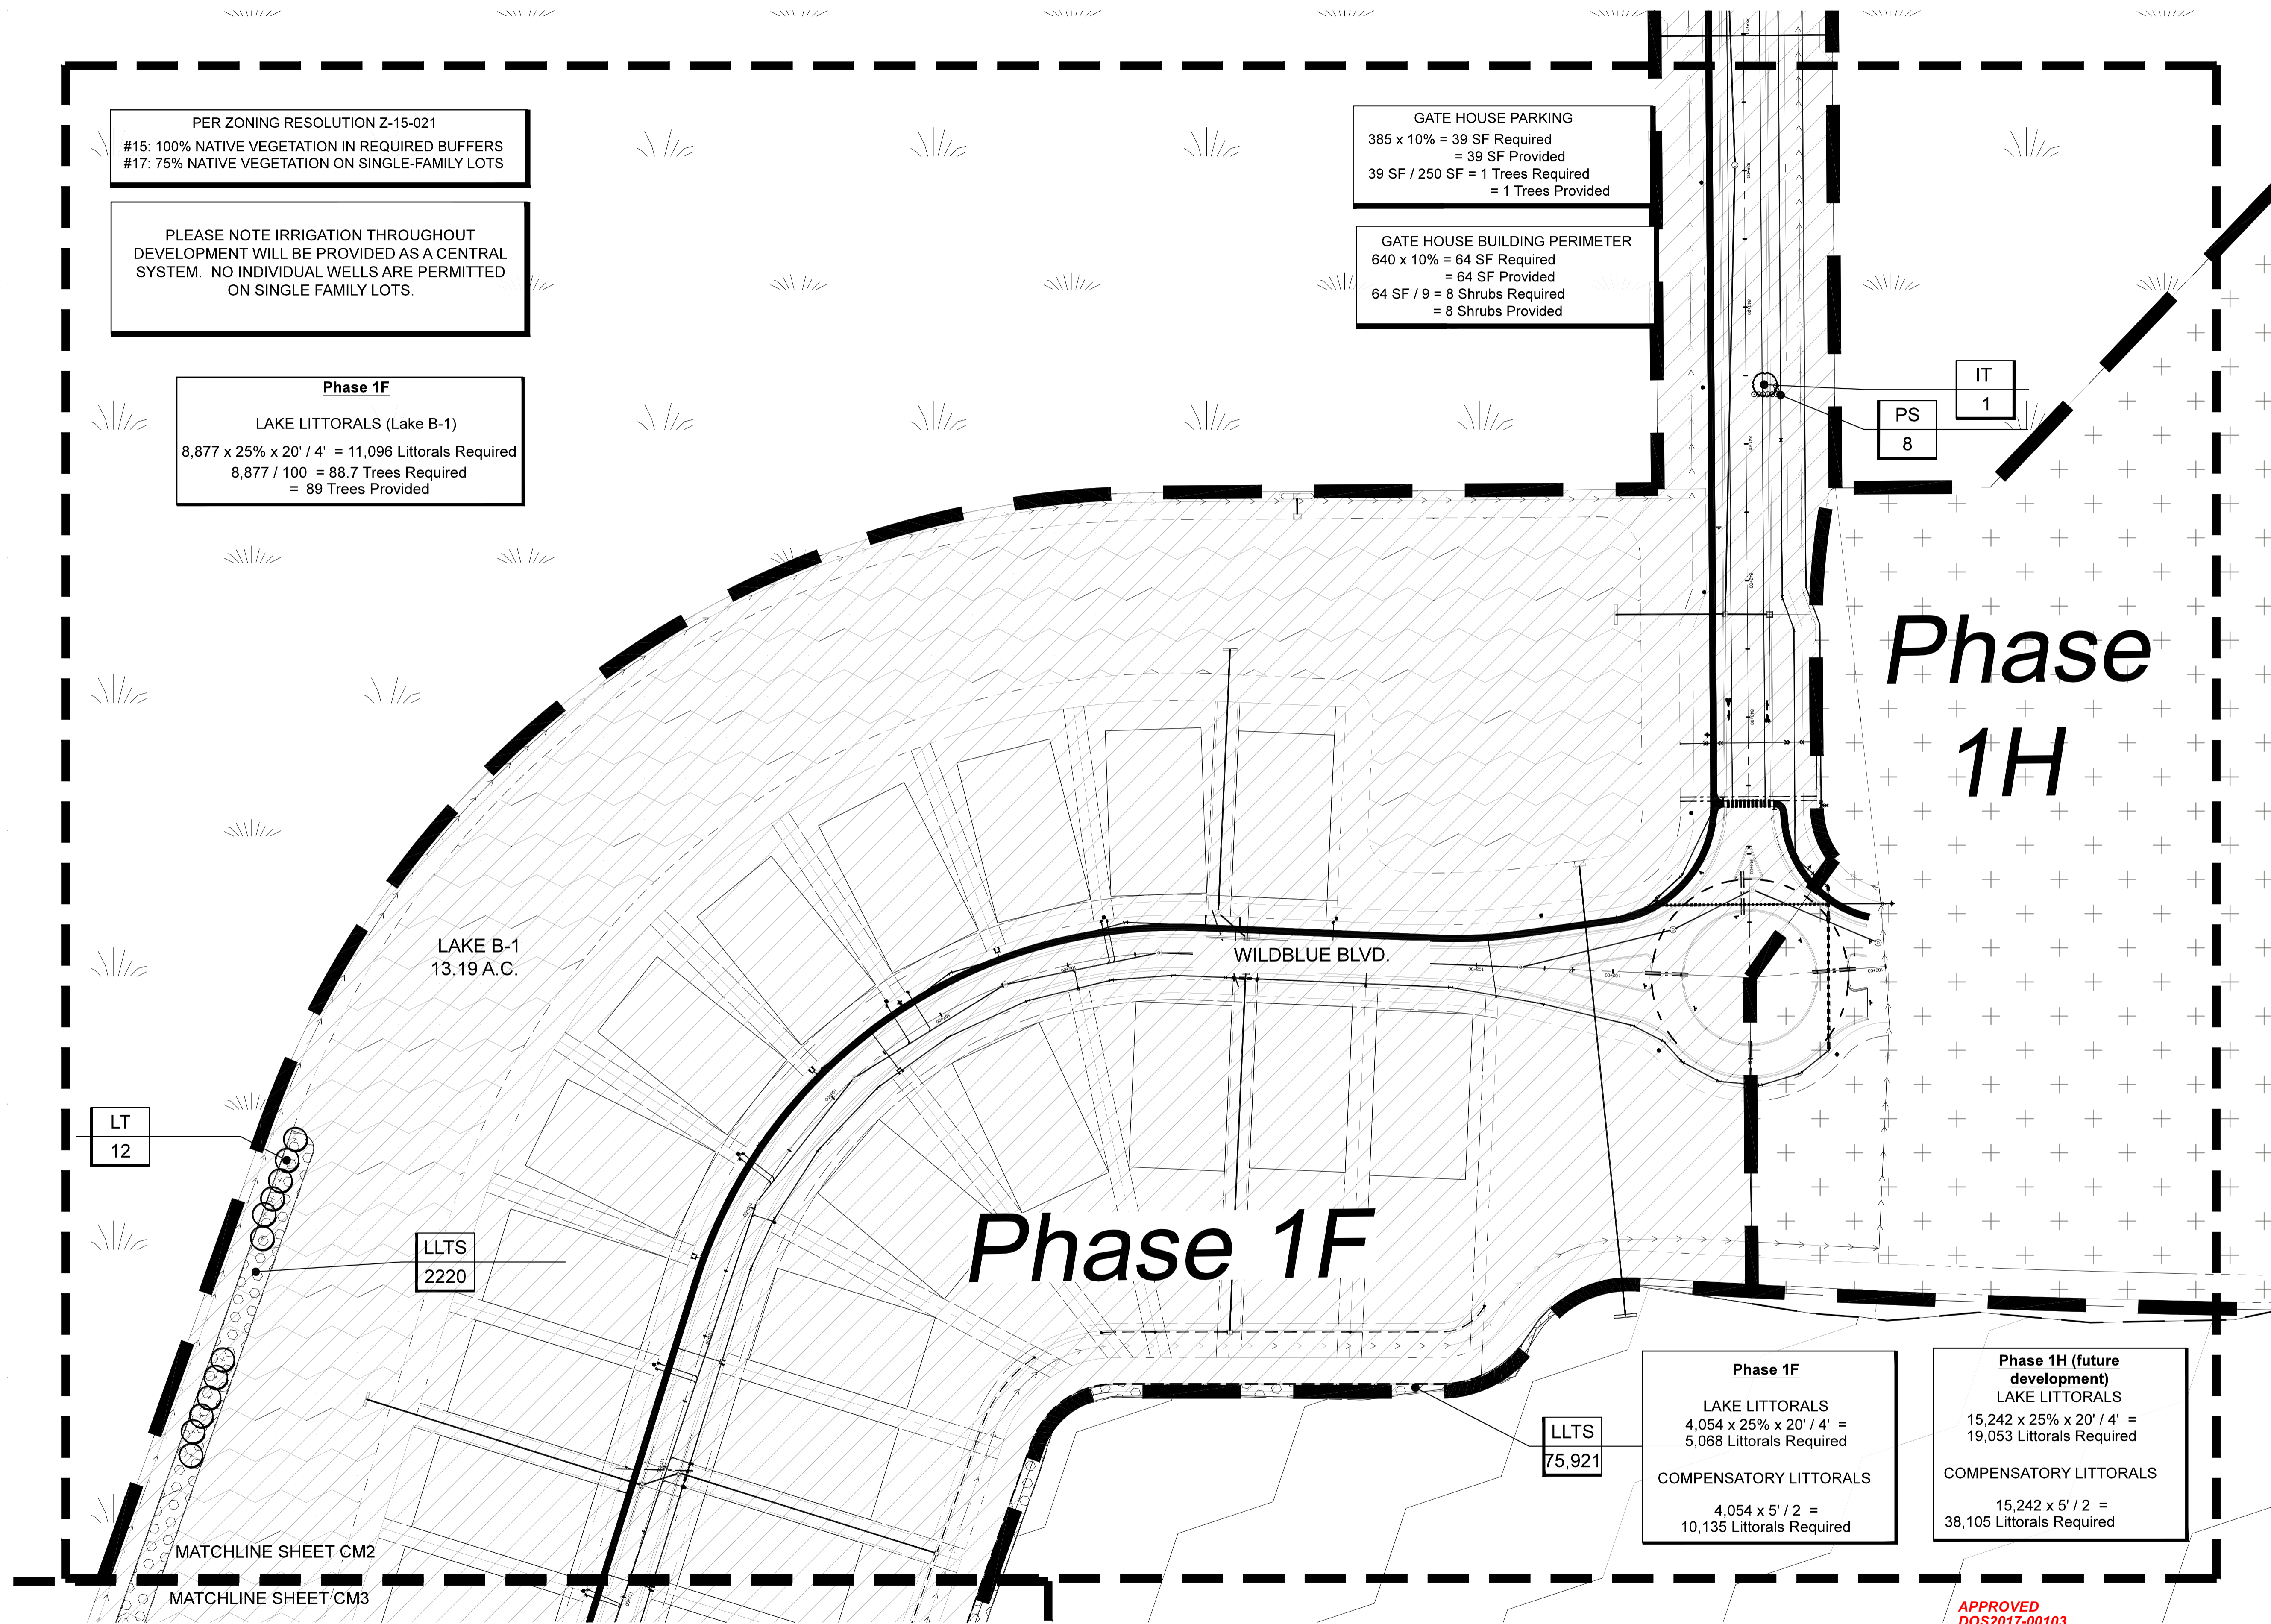 PER ZONING RESOLUTION Z-15-021
#15: 100% NATIVE VEGETATION IN REQUIRED BUFFERS
#17: 75% NATIVE VEGETATION ON SINGLE-FAMILY LOTS
PLEASE NOTE IRRIGATION THROUGHOUT
DEVELOPMENT WILL BE PROVIDED AS A CENTRAL
SYSTEM. NO INDIVIDUAL WELLS ARE PERMITTED
ON SINGLE FAMILY LOTS.
Phase 1F
LAKE LITTORALS (Lake B-1)
8,877 x 25% x 20' / 4' = 11,096 Littorals Required
8,877 / 100 = 88.7 Trees Required
= 89 Trees Provided
GATE HOUSE PARKING
385 x 10% = 39 SF Required
= 39 SF Provided
39 SF / 250 SF = 1 Trees Required
= 1 Trees Provided
GATE HOUSE BUILDING PERIMETER
640 x 10% = 64 SF Required
= 64 SF Provided
64 SF / 9 = 8 Shrubs Required
= 8 Shrubs Provided
IT
1
PS
8
Phase
1H
LAKE B-1
13.19 A.C.
WILDBLUE BLVD.
LT
12
LLTS
2220
Phase 1F
LLTS
75,921
Phase 1F
LAKE LITTORALS
4,054 x 25% x 20' / 4' =
5,068 Littorals Required
COMPENSATORY LITTORALS
4,054 x 5' / 2 =
10,135 Littorals Required
Phase 1H (future
development)
LAKE LITTORALS
15,242 x 25% x 20' / 4' =
19,053 Littorals Required
COMPENSATORY LITTORALS
15,242 x 5' / 2 =
38,105 Littorals Required
MATCHLINE SHEET CM2
MATCHLINE SHEET CM3
APPROVED
DOS2017-00103